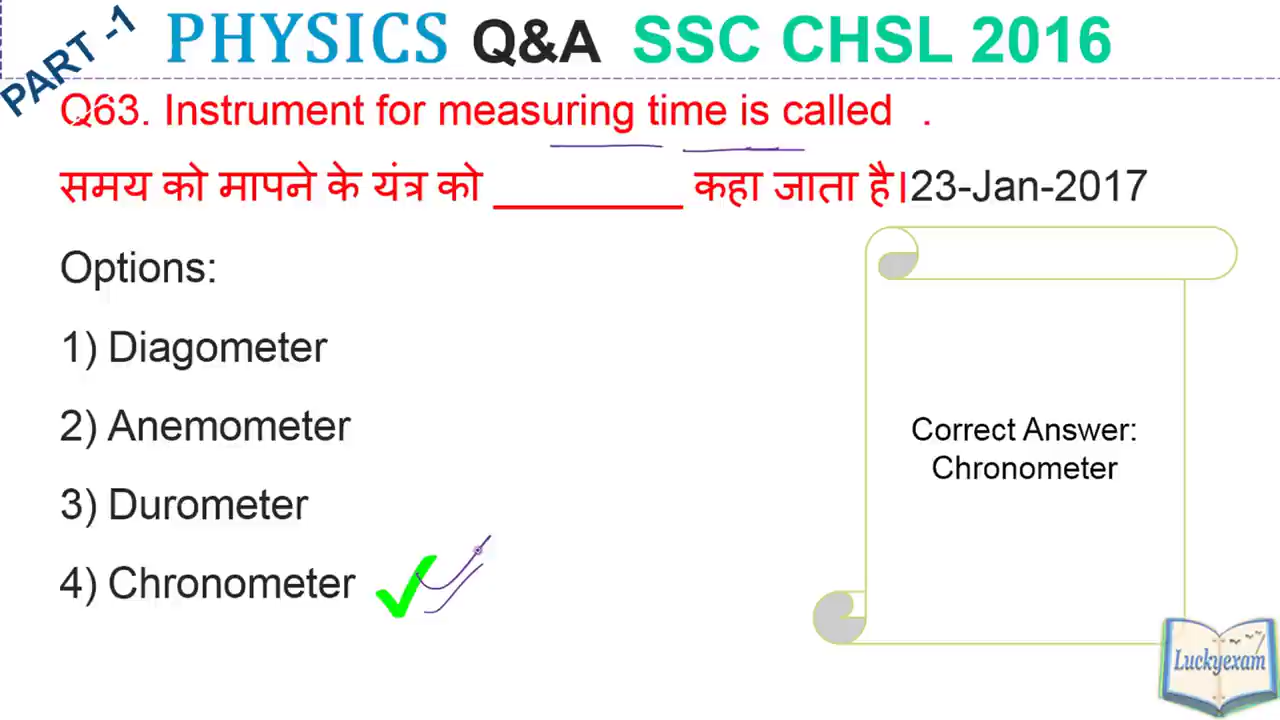 PART -1
PHYSICS Q&A SSC CHSL 2016
Q63. Instrument for measuring time is called .
समय को मापने के यंत्र को ________ कहा जाता है।23-Jan-2017
Options:
1) Diagometer
2) Anemometer
3) Durometer
4) Chronometer
Correct Answer:
Chronometer
Luckyexam